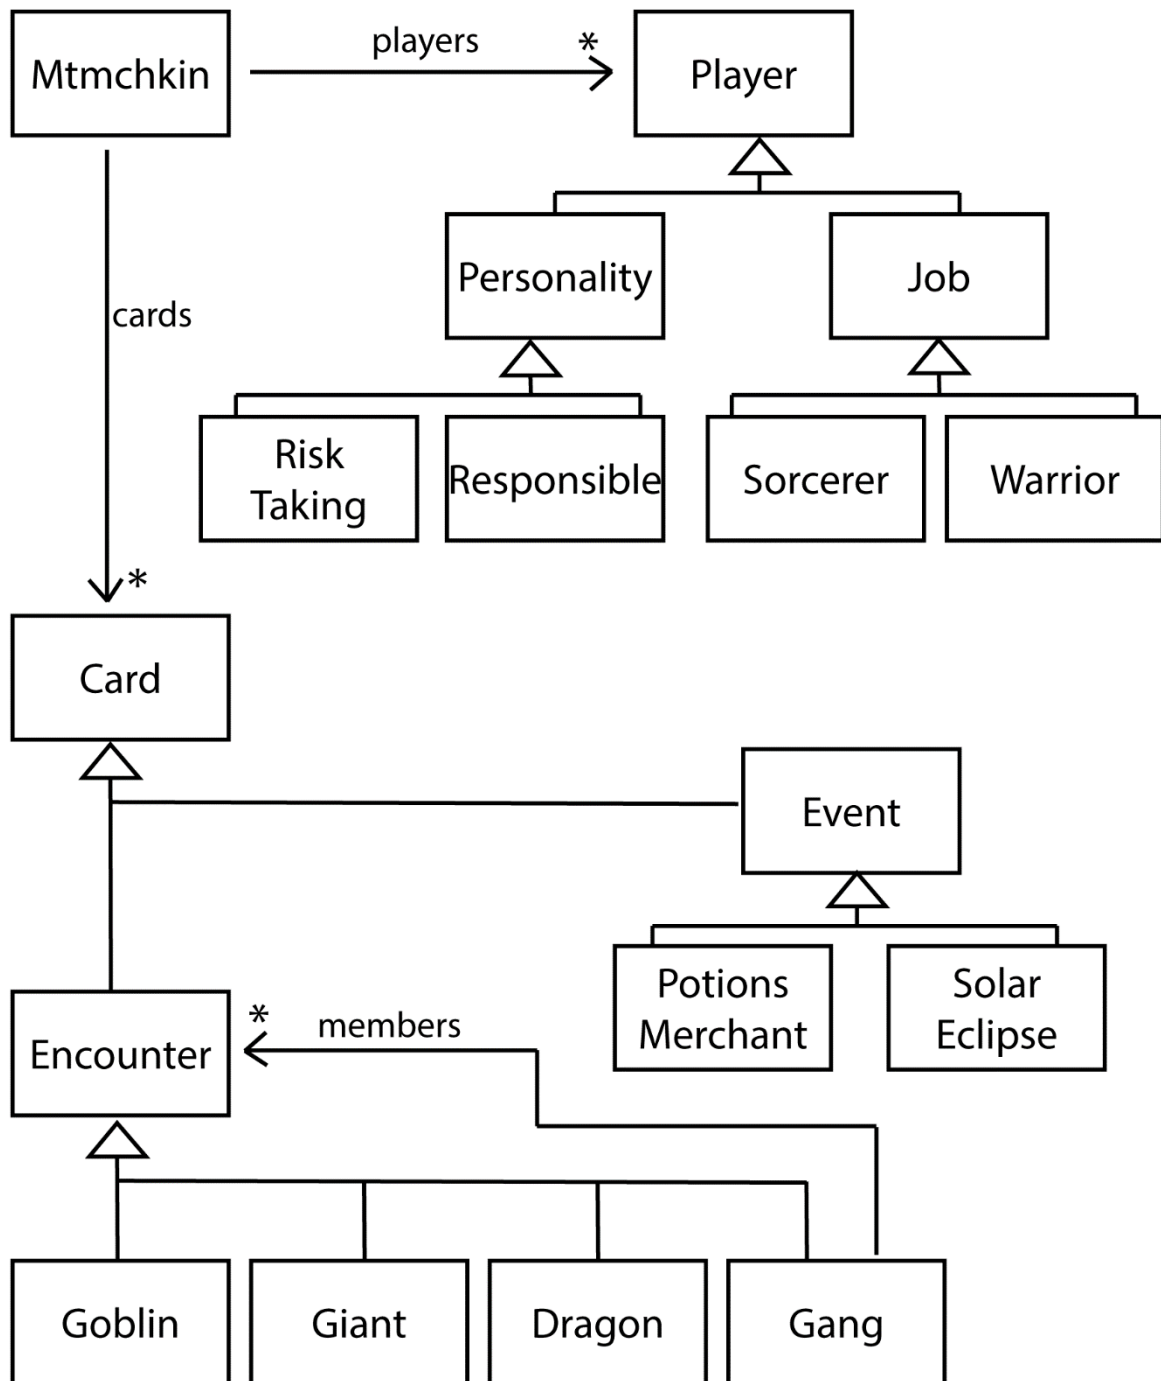 Mtmchkin
players
*
Player
Personality
Job
cards
Risk
Taking
Responsible
Sorcerer
Warrior
*
Card
Event
Potions
Merchant
Solar
Eclipse
Encounter
*
members
Goblin
Giant
Dragon
Gang